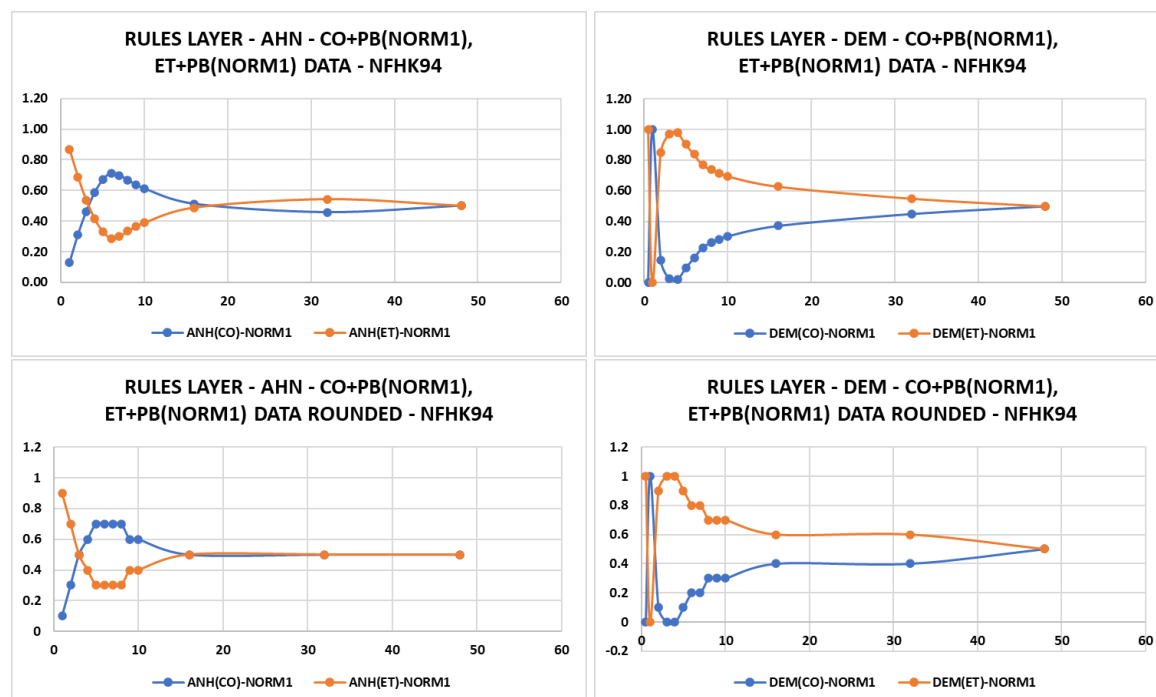 RULES LAYER - AHN - CO+PB(NORM1),
ET+PB(NORM1) DATA - NFHK94
1.20
1.00
0.80
0.60
0.40
0.20
0.00
0 10 20 30 40 50 60
ANH(CO)-NORM1 ANH(ET)-NORM1
RULES LAYER - DEM - CO+PB(NORM1),
ET+PB(NORM1) DATA - NFHK94
1.20
1.00
0.80
0.60
0.40
0.20
0.00
0 10 20 30 40 50 60
DEM(CO)-NORM1 DEM(ET)-NORM1
RULES LAYER - AHN - CO+PB(NORM1),
ET+PB(NORM1) DATA ROUNDED - NFHK94
1.2
1
0.8
0.6
0.4
0.2
0
0 10 20 30 40 50 60
ANH(CO)-NORM1 ANH(ET)-NORM1
RULES LAYER - DEM - CO+PB(NORM1),
ET+PB(NORM1) DATA ROUNDED - NFHK94
1.2
1
0.8
0.6
0.4
0.2
0
-0.2
0 10 20 30 40 50 60
DEM(CO)-NORM1 DEM(ET)-NORM1